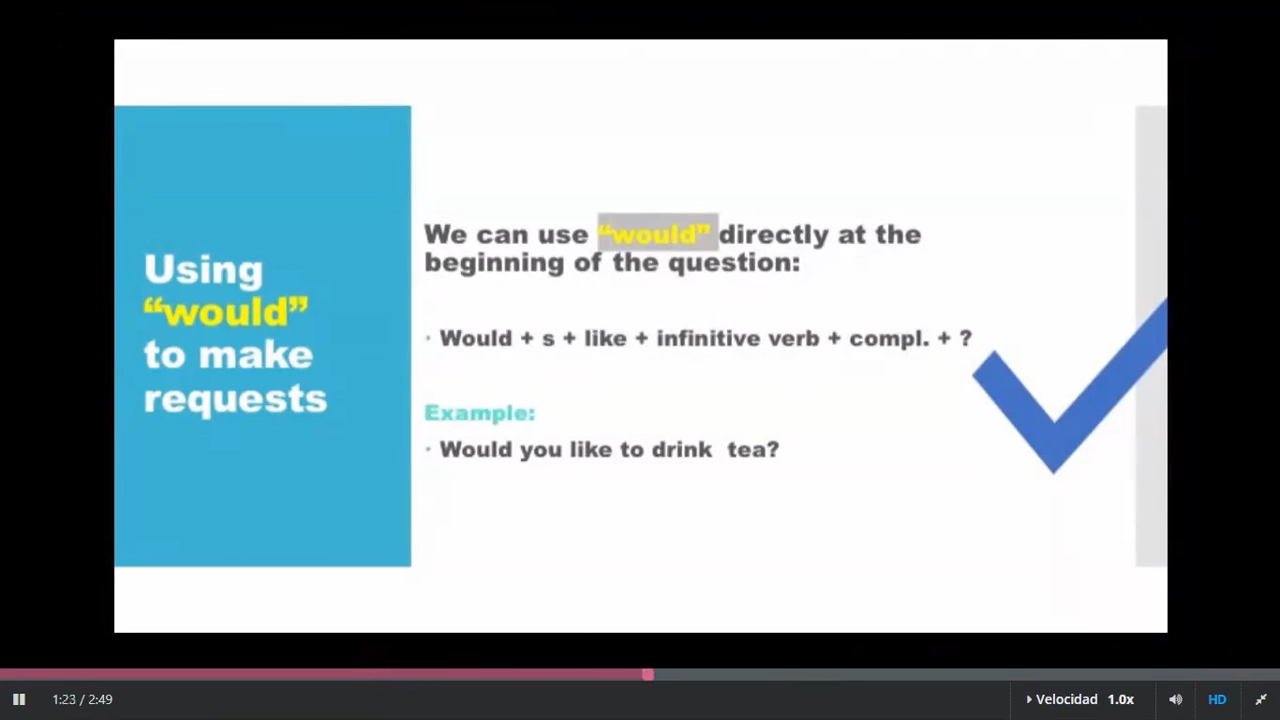 Using
“would”
to make
requests
We can use “would” directly at the
beginning of the question:
· Would + s + like + infinitive verb + compl. + ?
Example:
· Would you like to drink  tea?
1:23 / 2:49
Velocidad 1.0x
HD